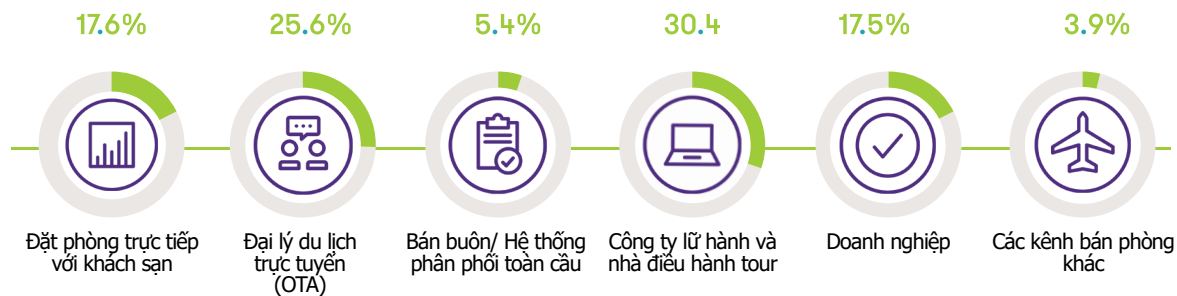 17.6%
25.6%
5.4%
30.4
17.5%
3.9%
Đặt phòng trực tiếp
với khách sạn
Đại lý du lịch
trực tuyến
(OTA)
Bán buôn/ Hệ thống
phân phối toàn cầu
Công ty lữ hành và
nhà điều hành tour
Doanh nghiệp
Các kênh bán phòng
khác